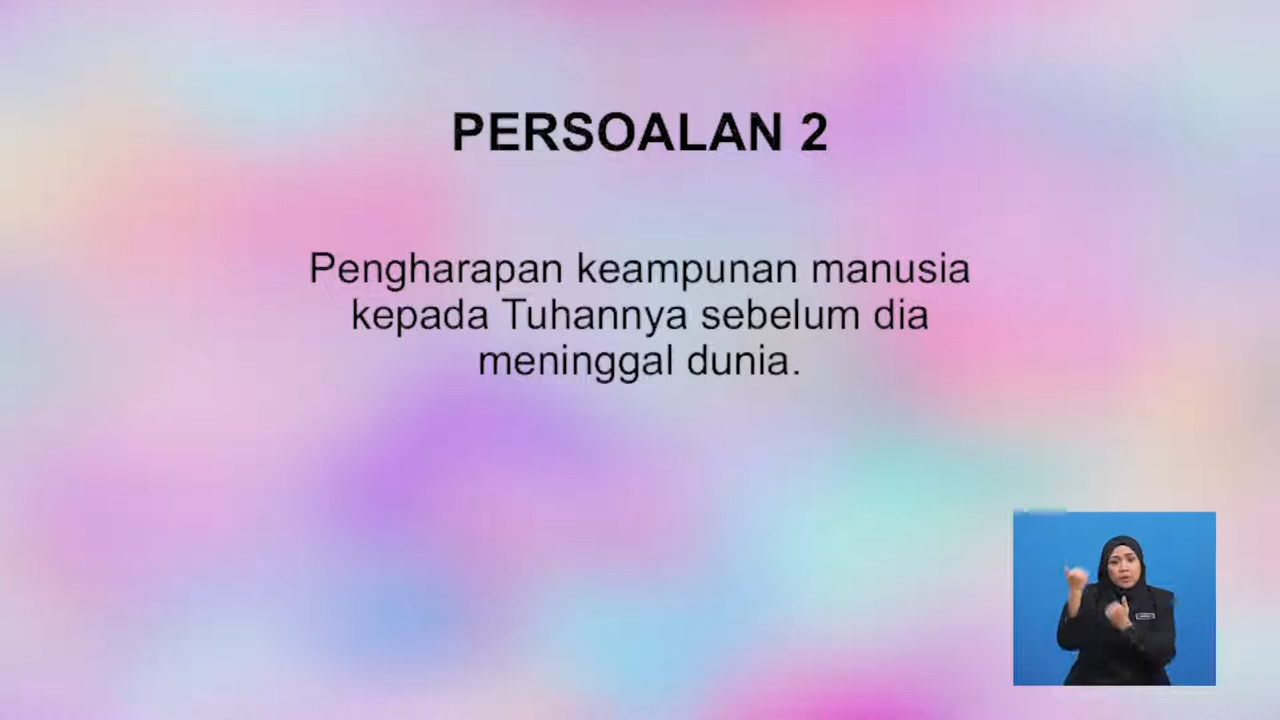 PERSOALAN 2
Pengharapan keampunan manusia
kepada Tuhannya sebelum dia
meninggal dunia.